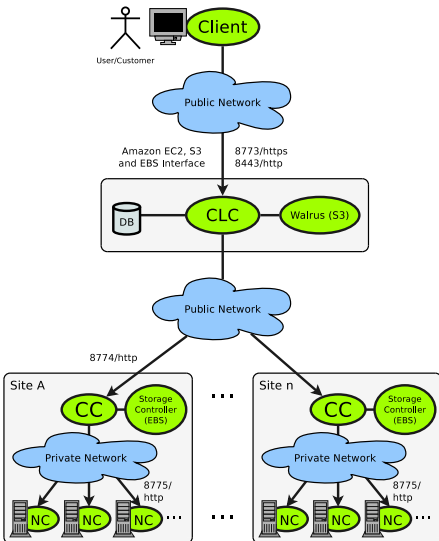 Client
User/Customer
Public Network
Amazon EC2, S3
and EBS Interface
8773/https
8443/http
DB
CLC
Walrus (S3)
Public Network
8774/http
Site A
CC
Storage
Controller
(EBS)
Private Network
8775/
http
NC
NC
NC
...
...
...
Site n
CC
Storage
Controller
(EBS)
Private Network
8775/
http
NC
NC
NC
...